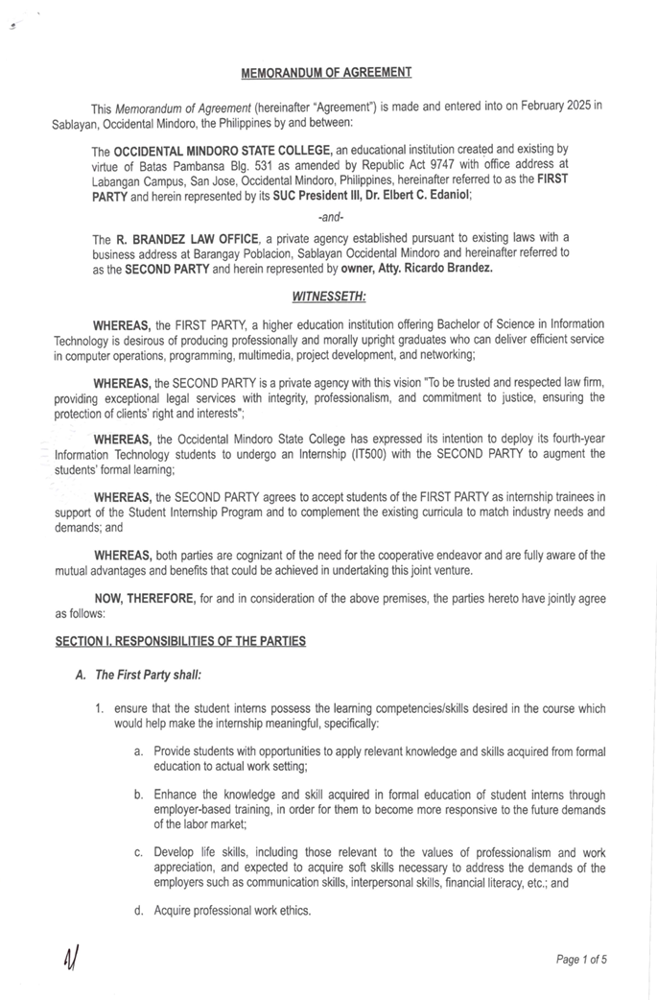 MEMORANDUM OF AGREEMENT
This Memorandum of Agreement (hereinafter “Agreement”) is made and entered into on February 2025 in
Sablayan, Occidental Mindoro, the Philippines by and between:
The OCCIDENTAL MINDORO STATE COLLEGE, an educational institution created and existing by
virtue of Batas Pambansa Blg. 531 as amended by Republic Act 9747 with office address at
Labangan Campus, San Jose, Occidental Mindoro, Philippines, hereinafter referred to as the FIRST
PARTY and herein represented by its SUC President III, Dr. Elbert C. Edaniol;
-and-
The R. BRANDEZ LAW OFFICE, a private agency established pursuant to existing laws with a
business address at Barangay Poblacion, Sablayan Occidental Mindoro and hereinafter referred to
as the SECOND PARTY and herein represented by owner, Atty. Ricardo Brandez.
WITNESSETH:
WHEREAS, the FIRST PARTY, a higher education institution offering Bachelor of Science in Information
Technology is desirous of producing professionally and morally upright graduates who can deliver efficient service
in computer operations, programming, multimedia, project development, and networking;
WHEREAS, the SECOND PARTY is a private agency with this vision "To be trusted and respected law firm,
providing exceptional legal services with integrity, professionalism, and commitment to justice, ensuring the
protection of clients’ right and interests";
WHEREAS, the Occidental Mindoro State College has expressed its intention to deploy its fourth-year
Information Technology students to undergo an Internship (IT500) with the SECOND PARTY to augment the
students’ formal learning;
WHEREAS, the SECOND PARTY agrees to accept students of the FIRST PARTY as internship trainees in
support of the Student Internship Program and to complement the existing curricula to match industry needs and
demands; and
WHEREAS, both parties are cognizant of the need for the cooperative endeavor and are fully aware of the
mutual advantages and benefits that could be achieved in undertaking this joint venture.
NOW, THEREFORE, for and in consideration of the above premises, the parties hereto have jointly agree
as follows:
SECTION I. RESPONSIBILITIES OF THE PARTIES
A. The First Party shall:
1. ensure that the student interns possess the learning competencies/skills desired in the course which
would help make the internship meaningful, specifically:
a. Provide students with opportunities to apply relevant knowledge and skills acquired from formal
education to actual work setting;
b. Enhance the knowledge and skill acquired in formal education of student interns through
employer-based training, in order for them to become more responsive to the future demands
of the labor market;
c. Develop life skills, including those relevant to the values of professionalism and work
appreciation, and expected to acquire soft skills necessary to address the demands of the
employers such as communication skills, interpersonal skills, financial literacy, etc.; and
d. Acquire professional work ethics.
Page 1 of 5